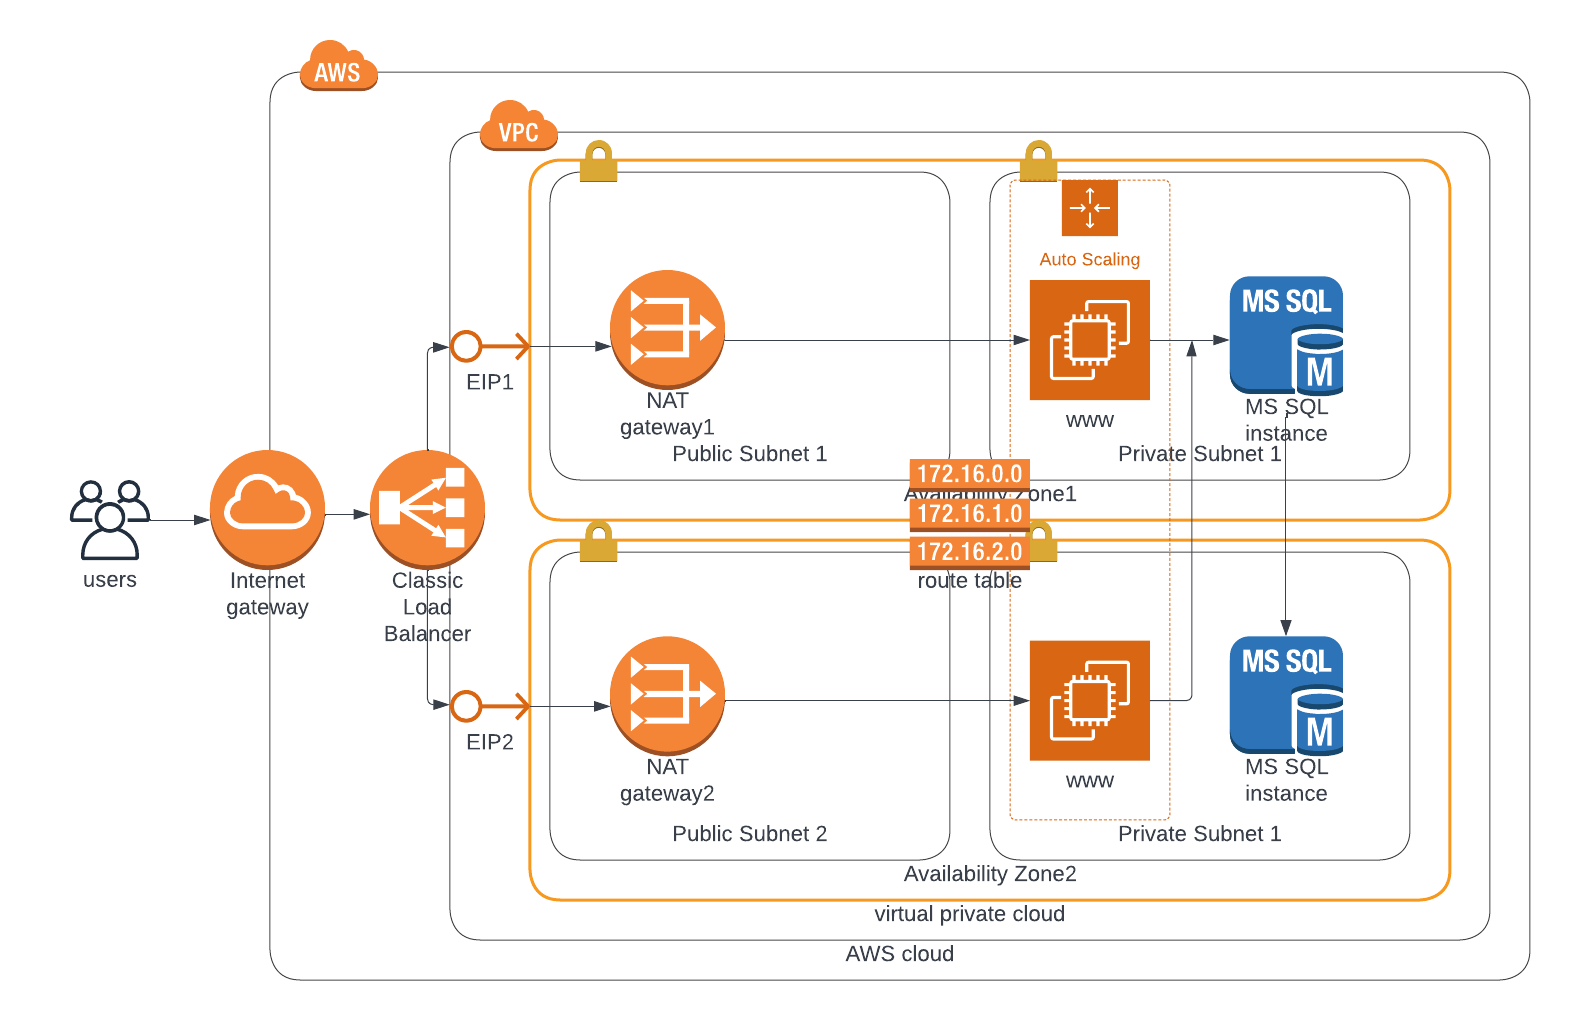 AWS
VPC
Auto Scaling
MS SQL
M
EIP1
NAT
gateway1
www
MS SQL
instance
Public Subnet 1
Private Subnet 1
172.16.0.0
Availability Zone1
172.16.1.0
172.16.2.0
route table
users
Internet
gateway
Classic
Load
Balancer
MS SQL
M
EIP2
NAT
gateway2
www
MS SQL
instance
Public Subnet 2
Private Subnet 1
Availability Zone2
virtual private cloud
AWS cloud